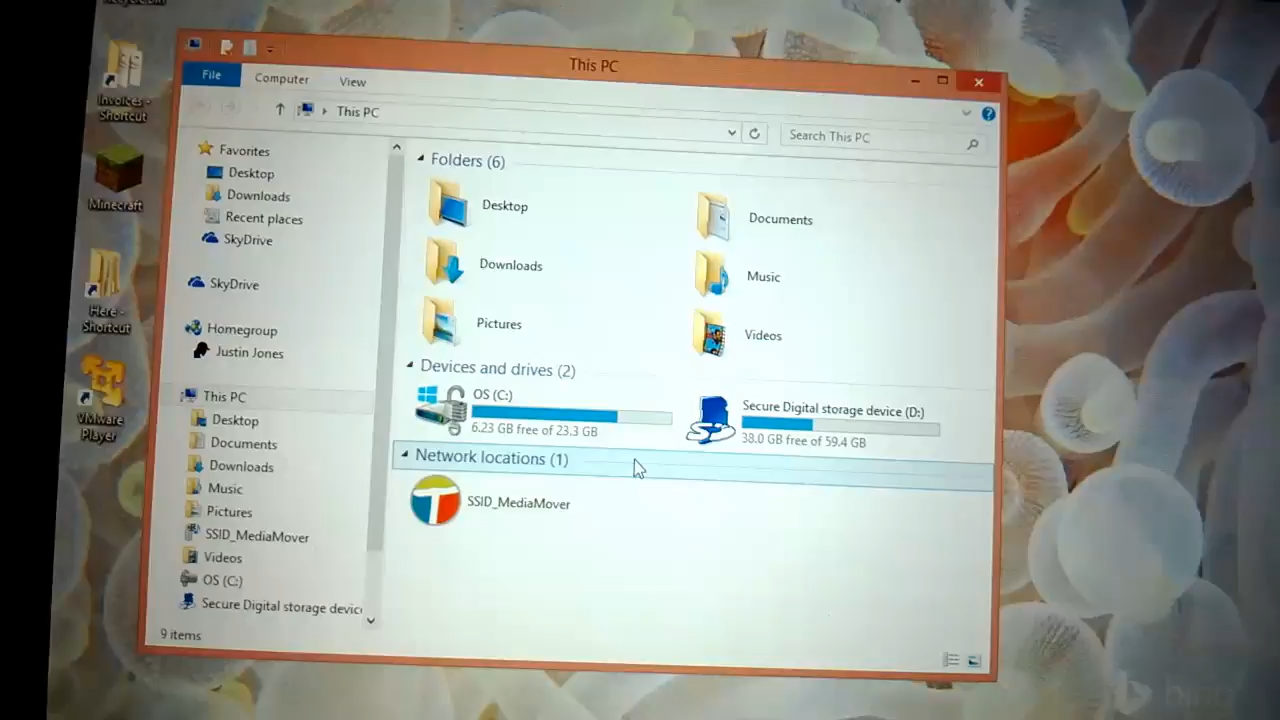 This PC
File Computer View
This PC
Search This PC
Invoices -
Shortcut
Minecraft
Here -
Shortcut
VMware
Player
Favorites
Desktop
Downloads
Recent places
SkyDrive
SkyDrive
Homegroup
Justin Jones
This PC
Desktop
Documents
Downloads
Music
Pictures
SSID_MediaMover
Videos
OS (C:)
Secure Digital storage devic
Folders (6)
Desktop
Documents
Downloads
Music
Pictures
Videos
Devices and drives (2)
OS (C:)
6.23 GB free of 23.3 GB
Secure Digital storage device (D:)
38.0 GB free of 59.4 GB
Network locations (1)
SSID_MediaMover
9 items
bing